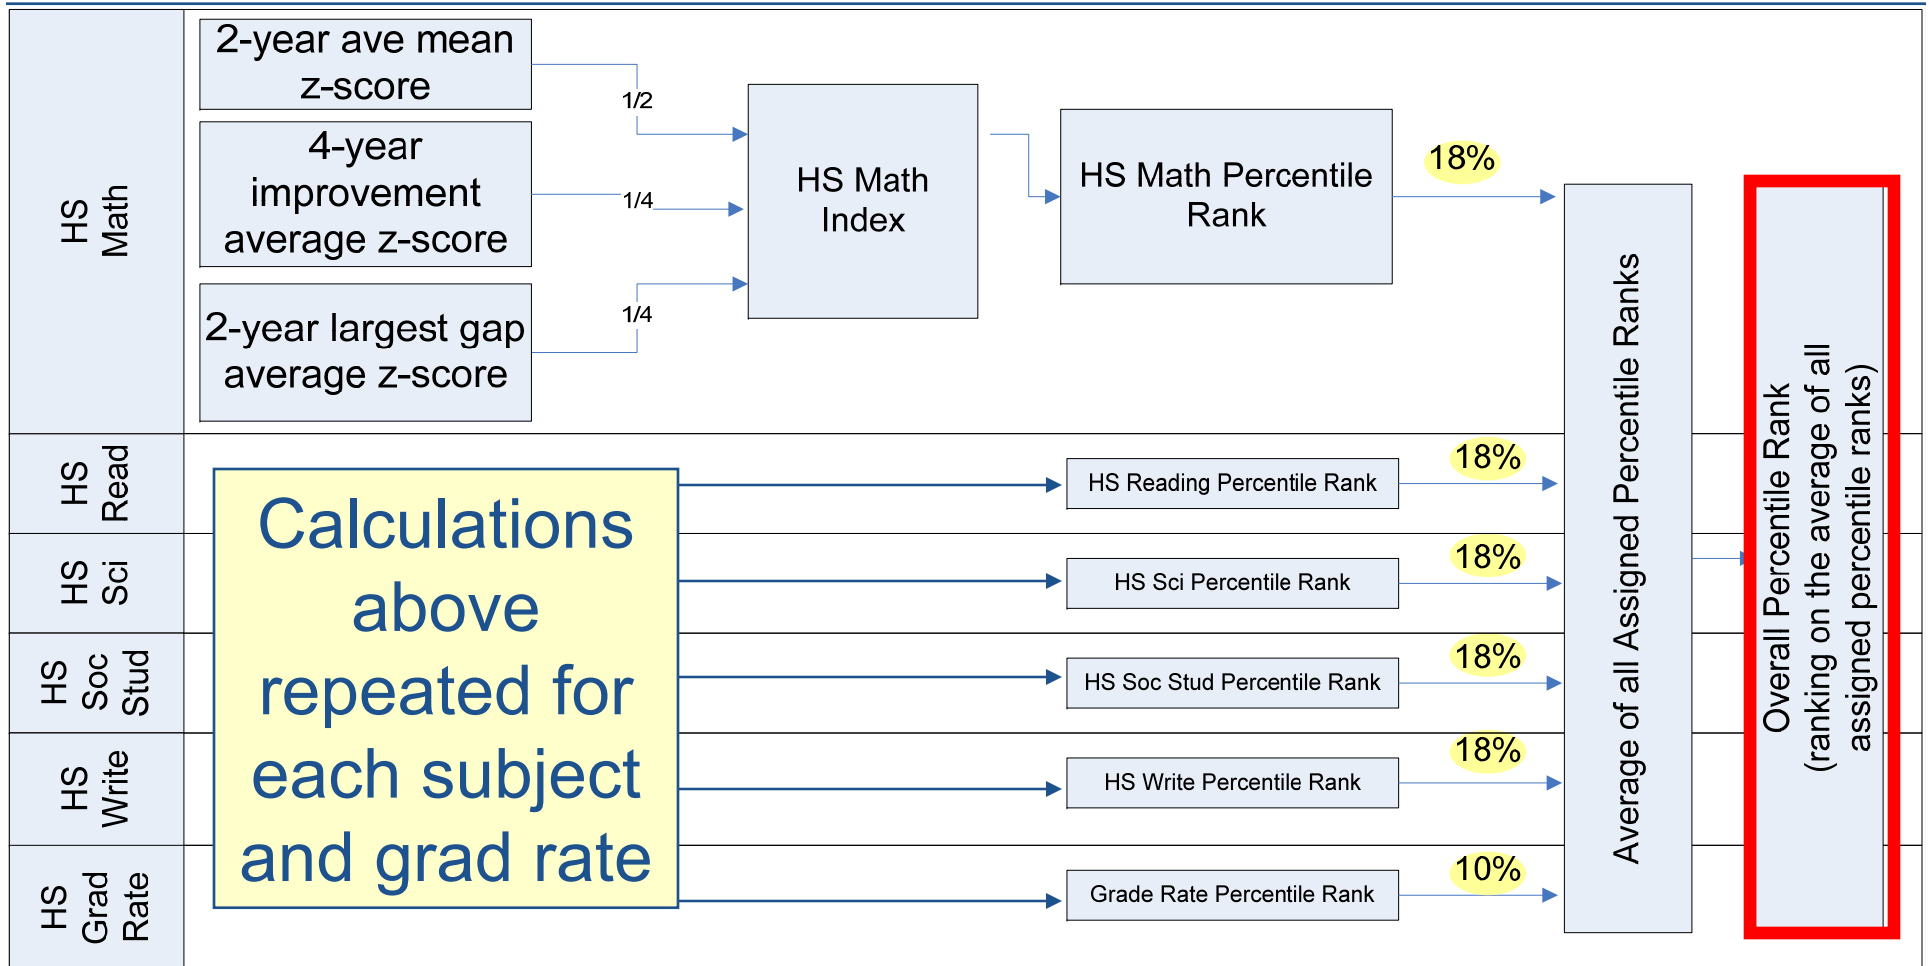 HS
Math
2-year ave mean
z-score
4-year
improvement
average z-score
2-year largest gap
average z-score
1/2
1/4
1/4
HS Math
Index
HS Math Percentile
Rank
18%
HS
Read
HS Reading Percentile Rank
18%
HS
Sci
HS Sci Percentile Rank
18%
HS
Soc
Stud
HS Soc Stud Percentile Rank
18%
HS
Write
HS Write Percentile Rank
18%
HS
Grad
Rate
Grade Rate Percentile Rank
10%
Calculations
above
repeated for
each subject
and grad rate
Average of all Assigned Percentile Ranks
Overall Percentile Rank
(ranking on the average of all
assigned percentile ranks)